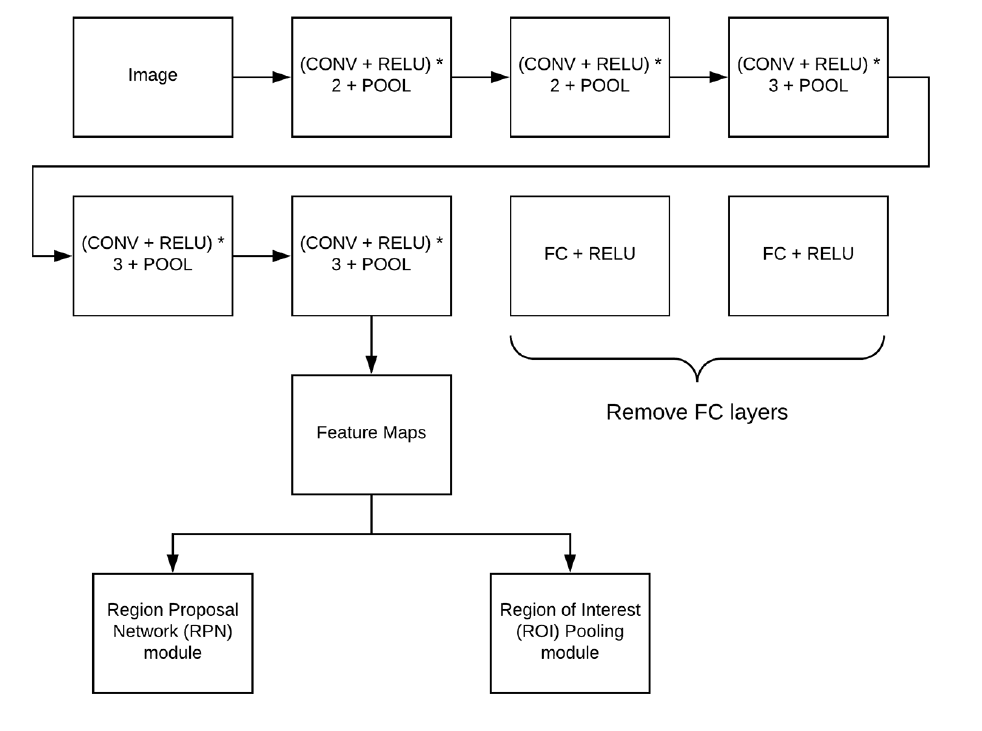 Image
(CONV + RELU) *
2 + POOL
(CONV + RELU) *
2 + POOL
(CONV + RELU) *
3 + POOL
(CONV + RELU) *
3 + POOL
(CONV + RELU) *
3 + POOL
FC + RELU
FC + RELU
Remove FC layers
Feature Maps
Region Proposal
Network (RPN)
module
Region of Interest
(ROI) Pooling
module